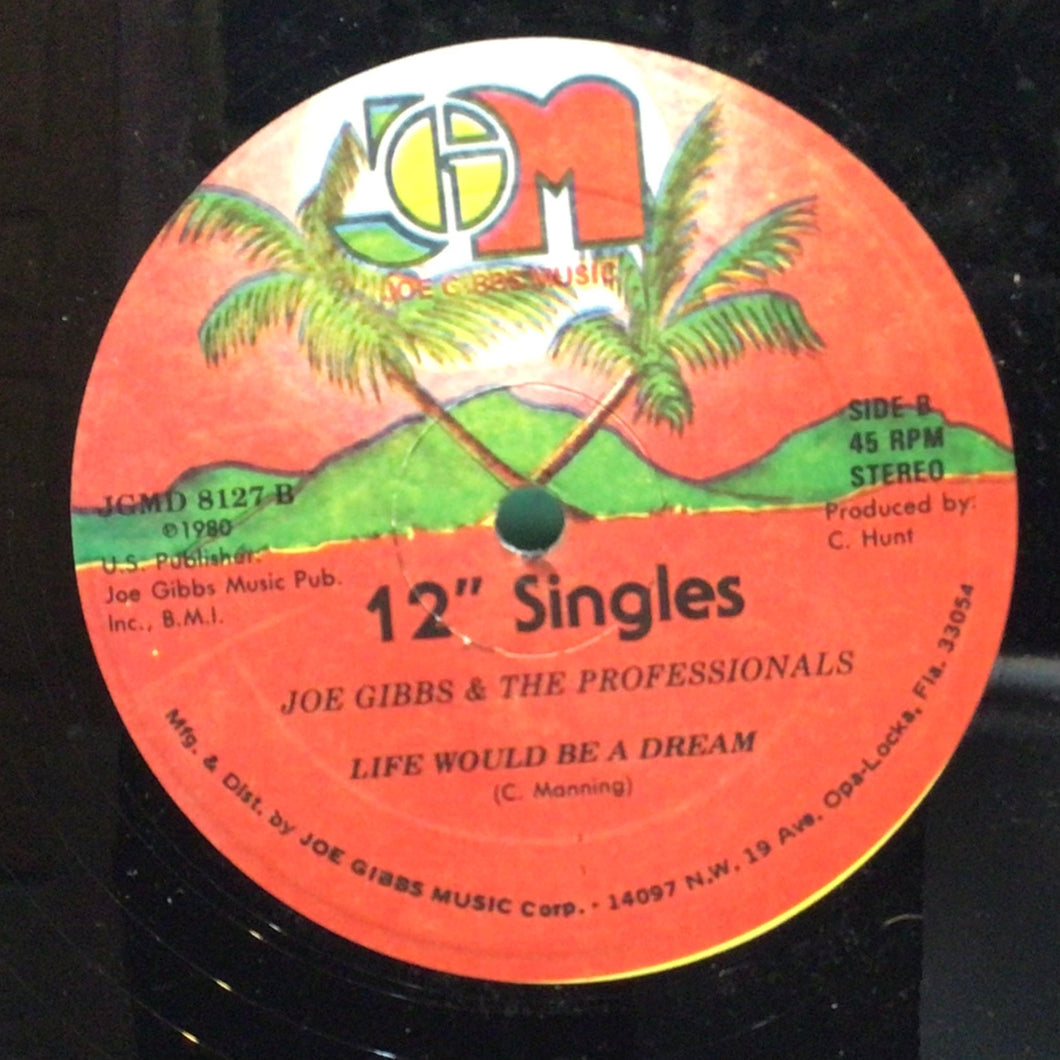 JGM
JOE GIBBS MUSIC
SIDE B
45 RPM
STEREO
Produced by:
C. Hunt
JGMD 8127 B
℗1980
U.S. Publisher:
Joe Gibbs Music Pub.
Inc., B.M.I.
12" Singles
JOE GIBBS & THE PROFESSIONALS
LIFE WOULD BE A DREAM
(C. Manning)
Mfg. & Dist. by JOE GIBBS MUSIC Corp. · 14097 N.W. 19 Ave. Opa-Locka, Fla. 33054